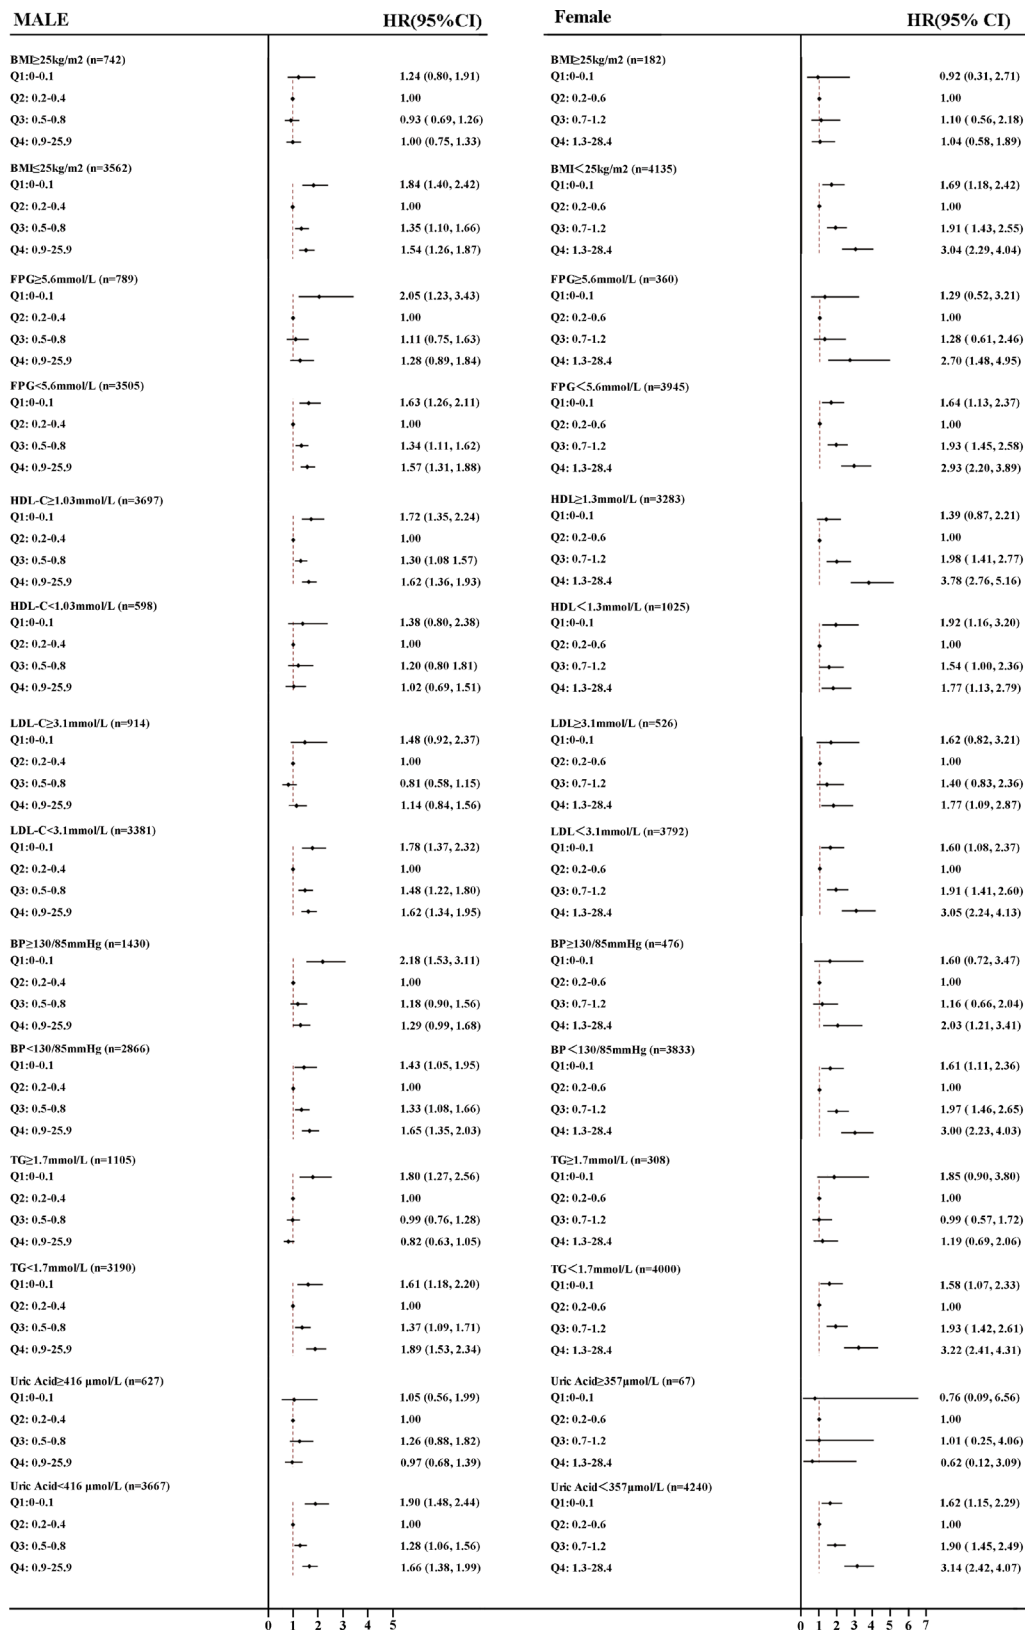 MALE HR(95%CI)
BMI≥25kg/m2 (n=742)
Q1:0-0.1 1.24 (0.80, 1.91)
Q2: 0.2-0.4 1.00
Q3: 0.5-0.8 0.93 ( 0.69, 1.26)
Q4: 0.9-25.9 1.00 (0.75, 1.33)
BMI≤25kg/m2 (n=3562)
Q1:0-0.1 1.84 (1.40, 2.42)
Q2: 0.2-0.4 1.00
Q3: 0.5-0.8 1.35 (1.10, 1.66)
Q4: 0.9-25.9 1.54 (1.26, 1.87)
FPG≥5.6mmol/L (n=789)
Q1:0-0.1 2.05 (1.23, 3.43)
Q2: 0.2-0.4 1.00
Q3: 0.5-0.8 1.11 (0.75, 1.63)
Q4: 0.9-25.9 1.28 (0.89, 1.84)
FPG<5.6mmol/L (n=3505)
Q1:0-0.1 1.63 (1.26, 2.11)
Q2: 0.2-0.4 1.00
Q3: 0.5-0.8 1.34 (1.11, 1.62)
Q4: 0.9-25.9 1.57 (1.31, 1.88)
HDL-C≥1.03mmol/L (n=3697)
Q1:0-0.1 1.72 (1.35, 2.24)
Q2: 0.2-0.4 1.00
Q3: 0.5-0.8 1.30 (1.08 1.57)
Q4: 0.9-25.9 1.62 (1.36, 1.93)
HDL-C<1.03mmol/L (n=598)
Q1:0-0.1 1.38 (0.80, 2.38)
Q2: 0.2-0.4 1.00
Q3: 0.5-0.8 1.20 (0.80 1.81)
Q4: 0.9-25.9 1.02 (0.69, 1.51)
LDL-C≥3.1mmol/L (n=914)
Q1:0-0.1 1.48 (0.92, 2.37)
Q2: 0.2-0.4 1.00
Q3: 0.5-0.8 0.81 (0.58, 1.15)
Q4: 0.9-25.9 1.14 (0.84, 1.56)
LDL-C<3.1mmol/L (n=3381)
Q1:0-0.1 1.78 (1.37, 2.32)
Q2: 0.2-0.4 1.00
Q3: 0.5-0.8 1.48 (1.22, 1.80)
Q4: 0.9-25.9 1.62 (1.34, 1.95)
BP≥130/85mmHg (n=1430)
Q1:0-0.1 2.18 (1.53, 3.11)
Q2: 0.2-0.4 1.00
Q3: 0.5-0.8 1.18 (0.90, 1.56)
Q4: 0.9-25.9 1.29 (0.99, 1.68)
BP<130/85mmHg (n=2866)
Q1:0-0.1 1.43 (1.05, 1.95)
Q2: 0.2-0.4 1.00
Q3: 0.5-0.8 1.33 (1.08, 1.66)
Q4: 0.9-25.9 1.65 (1.35, 2.03)
TG≥1.7mmol/L (n=1105)
Q1:0-0.1 1.80 (1.27, 2.56)
Q2: 0.2-0.4 1.00
Q3: 0.5-0.8 0.99 (0.76, 1.28)
Q4: 0.9-25.9 0.82 (0.63, 1.05)
TG<1.7mmol/L (n=3190)
Q1:0-0.1 1.61 (1.18, 2.20)
Q2: 0.2-0.4 1.00
Q3: 0.5-0.8 1.37 (1.09, 1.71)
Q4: 0.9-25.9 1.89 (1.53, 2.34)
Uric Acid≥416 μmol/L (n=627)
Q1:0-0.1 1.05 (0.56, 1.99)
Q2: 0.2-0.4 1.00
Q3: 0.5-0.8 1.26 (0.88, 1.82)
Q4: 0.9-25.9 0.97 (0.68, 1.39)
Uric Acid<416 μmol/L (n=3667)
Q1:0-0.1 1.90 (1.48, 2.44)
Q2: 0.2-0.4 1.00
Q3: 0.5-0.8 1.28 (1.06, 1.56)
Q4: 0.9-25.9 1.66 (1.38, 1.99)
0 1 2 3 4 5
Female HR(95% CI)
BMI≥25kg/m2 (n=182)
Q1:0-0.1 0.92 (0.31, 2.71)
Q2: 0.2-0.6 1.00
Q3: 0.7-1.2 1.10 (0.56, 2.18)
Q4: 1.3-28.4 1.04 (0.58, 1.89)
BMI<25kg/m2 (n=4135)
Q1:0-0.1 1.69 (1.18, 2.42)
Q2: 0.2-0.6 1.00
Q3: 0.7-1.2 1.91 ( 1.43, 2.55)
Q4: 1.3-28.4 3.04 (2.29, 4.04)
FPG≥5.6mmol/L (n=360)
Q1:0-0.1 1.29 (0.52, 3.21)
Q2: 0.2-0.6 1.00
Q3: 0.7-1.2 1.28 ( 0.61, 2.46)
Q4: 1.3-28.4 2.70 (1.48, 4.95)
FPG<5.6mmol/L (n=3945)
Q1:0-0.1 1.64 (1.13, 2.37)
Q2: 0.2-0.6 1.00
Q3: 0.7-1.2 1.93 ( 1.45, 2.58)
Q4: 1.3-28.4 2.93 (2.20, 3.89)
HDL≥1.3mmol/L (n=3283)
Q1:0-0.1 1.39 (0.87, 2.21)
Q2: 0.2-0.6 1.00
Q3: 0.7-1.2 1.98 ( 1.41, 2.77)
Q4: 1.3-28.4 3.78 (2.76, 5.16)
HDL<1.3mmol/L (n=1025)
Q1:0-0.1 1.92 (1.16, 3.20)
Q2: 0.2-0.6 1.00
Q3: 0.7-1.2 1.54 ( 1.00, 2.36)
Q4: 1.3-28.4 1.77 (1.13, 2.79)
LDL≥3.1mmol/L (n=526)
Q1:0-0.1 1.62 (0.82, 3.21)
Q2: 0.2-0.6 1.00
Q3: 0.7-1.2 1.40 ( 0.83, 2.36)
Q4: 1.3-28.4 1.77 (1.09, 2.87)
LDL<3.1mmol/L (n=3792)
Q1:0-0.1 1.60 (1.08, 2.37)
Q2: 0.2-0.6 1.00
Q3: 0.7-1.2 1.91 ( 1.41, 2.60)
Q4: 1.3-28.4 3.05 (2.24, 4.13)
BP≥130/85mmHg (n=476)
Q1:0-0.1 1.60 (0.72, 3.47)
Q2: 0.2-0.6 1.00
Q3: 0.7-1.2 1.16 ( 0.66, 2.04)
Q4: 1.3-28.4 2.03 (1.21, 3.41)
BP<130/85mmHg (n=3833)
Q1:0-0.1 1.61 (1.11, 2.36)
Q2: 0.2-0.6 1.00
Q3: 0.7-1.2 1.97 ( 1.46, 2.65)
Q4: 1.3-28.4 3.00 (2.23, 4.03)
TG≥1.7mmol/L (n=308)
Q1:0-0.1 1.85 (0.90, 3.80)
Q2: 0.2-0.6 1.00
Q3: 0.7-1.2 0.99 ( 0.57, 1.72)
Q4: 1.3-28.4 1.19 (0.69, 2.06)
TG<1.7mmol/L (n=4000)
Q1:0-0.1 1.58 (1.07, 2.33)
Q2: 0.2-0.6 1.00
Q3: 0.7-1.2 1.93 ( 1.42, 2.61)
Q4: 1.3-28.4 3.22 (2.41, 4.31)
Uric Acid≥357μmol/L (n=67)
Q1:0-0.1 0.76 (0.09, 6.56)
Q2: 0.2-0.6 1.00
Q3: 0.7-1.2 1.01 ( 0.25, 4.06)
Q4: 1.3-28.4 0.62 (0.12, 3.09)
Uric Acid<357μmol/L (n=4240)
Q1:0-0.1 1.62 (1.15, 2.29)
Q2: 0.2-0.6 1.00
Q3: 0.7-1.2 1.90 ( 1.45, 2.49)
Q4: 1.3-28.4 3.14 (2.42, 4.07)
0 1 2 3 4 5 6 7